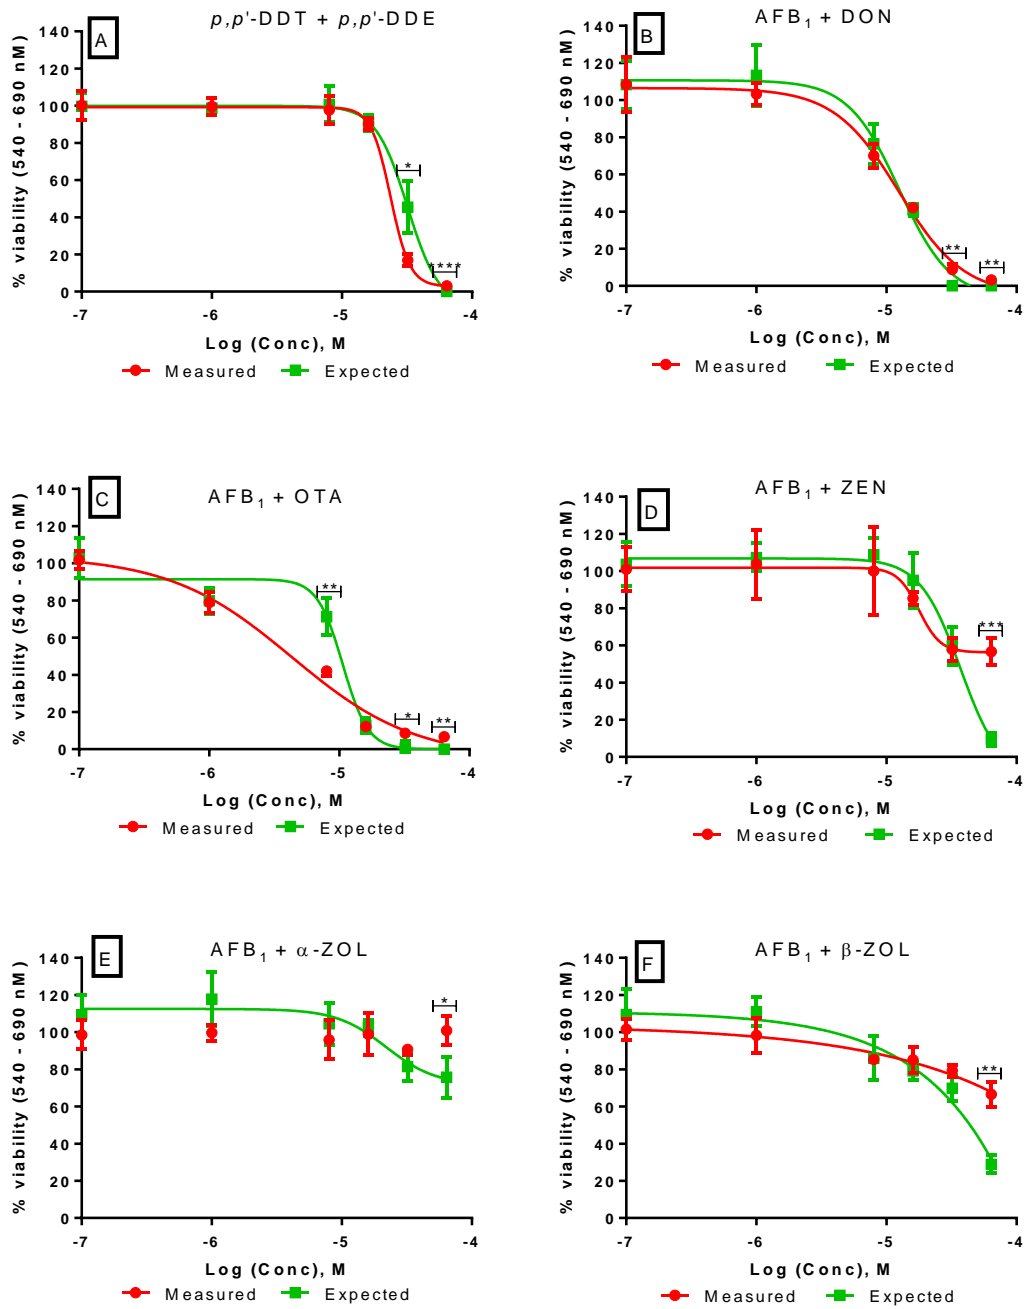 A
p,p'-DDT + p,p'-DDE
% viability (540 - 690 nM)
140
120
100
80
60
40
20
0
*
****
-7
-6
-5
-4
Log (Conc), M
Measured
Expected
B
AFB1 + DON
% viability (540 - 690 nM)
140
120
100
80
60
40
20
0
**
**
-7
-6
-5
-4
Log (Conc), M
Measured
Expected
C
AFB1 + OTA
% viability (540 - 690 nM)
140
120
100
80
60
40
20
0
**
*
**
-7
-6
-5
-4
Log (Conc), M
Measured
Expected
D
AFB1 + ZEN
% viability (540 - 690 nM)
140
120
100
80
60
40
20
0
***
-7
-6
-5
-4
Log (Conc), M
Measured
Expected
E
AFB1 + α-ZOL
% viability (540 - 690 nM)
140
120
100
80
60
40
20
0
*
-7
-6
-5
-4
Log (Conc), M
Measured
Expected
F
AFB1 + β-ZOL
% viability (540 - 690 nM)
140
120
100
80
60
40
20
0
**
-7
-6
-5
-4
Log (Conc), M
Measured
Expected